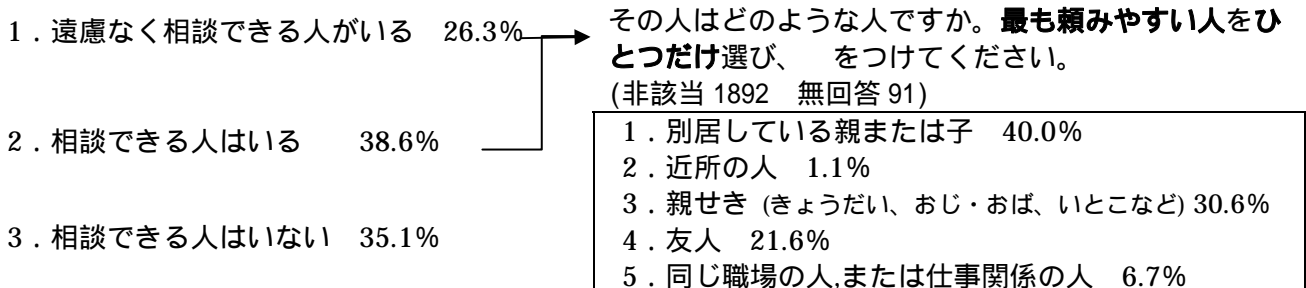 1．遠慮なく相談できる人がいる　26.3%
2．相談できる人はいる　　38.6%
3．相談できる人はいない　35.1%
その人はどのような人ですか。最も頼みやすい人をひ
とつだけ選び、　をつけてください。
(非該当 1892　無回答 91)
1．別居している親または子　40.0%
2．近所の人　1.1%
3．親せき (きょうだい、おじ・おば、いとこなど) 30.6%
4．友人　21.6%
5．同じ職場の人,または仕事関係の人　6.7%